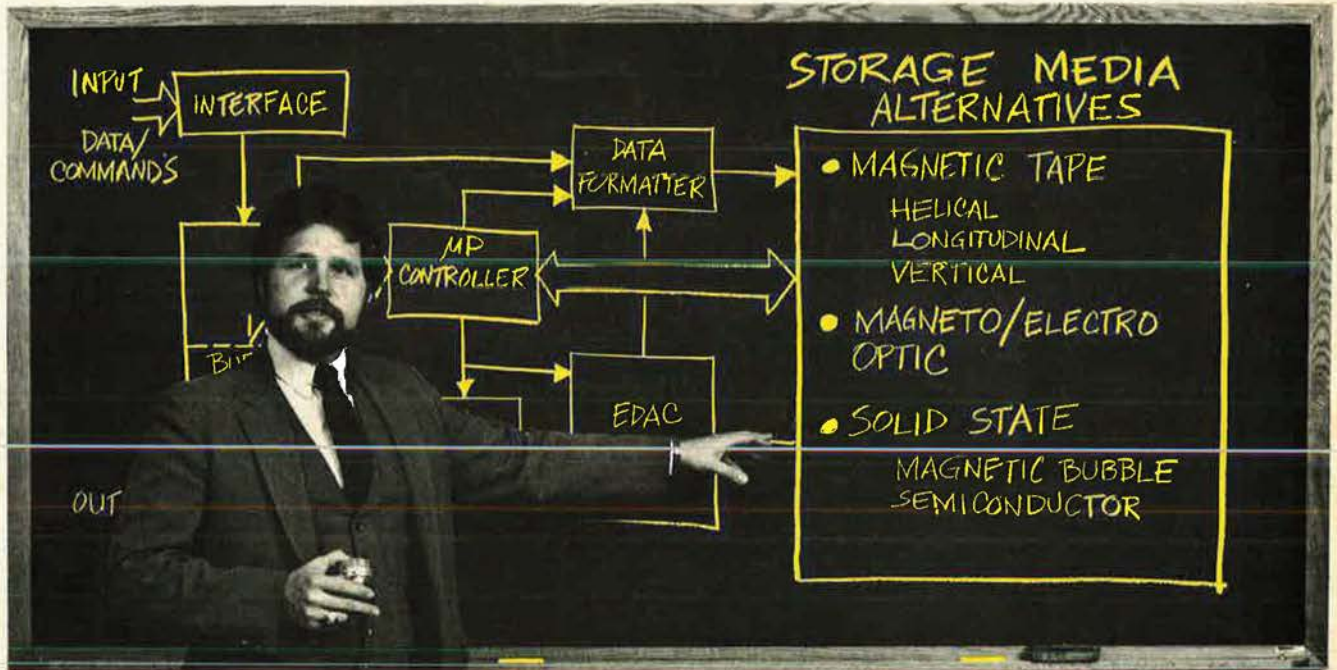 INPUT
DATA/
COMMAND'S
INTERFACE
DATA
FORMATTER
MP
CONTROLLER
EDAC
OUT
STORAGE MEDIA
ALTERNATIVES
• MAGNETIC TAPE
HELICAL
LONGITUDINAL
VERTICAL
• MAGNETO/ELECTRO
OPTIC
• SOLID STATE
MAGNETIC BUBBLE
SEMICONDUCTOR